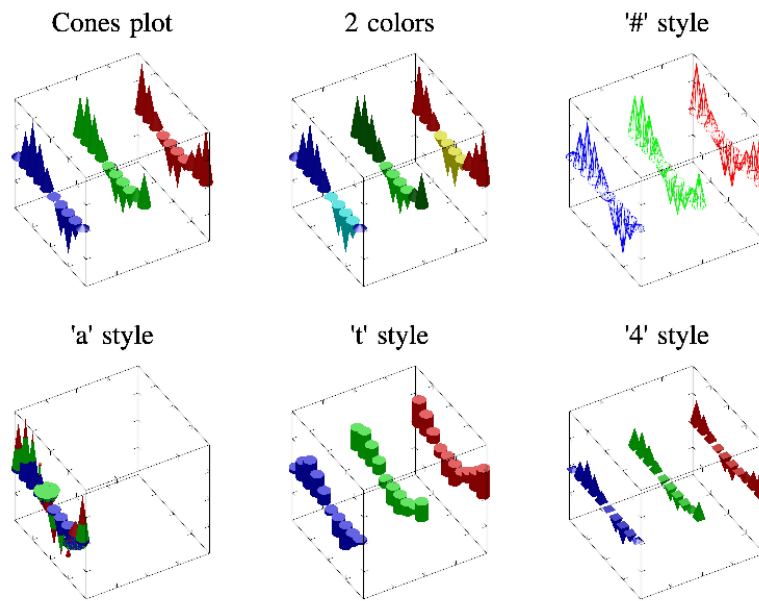 Cones plot
2 colors
'#' style
'a' style
't' style
'4' style